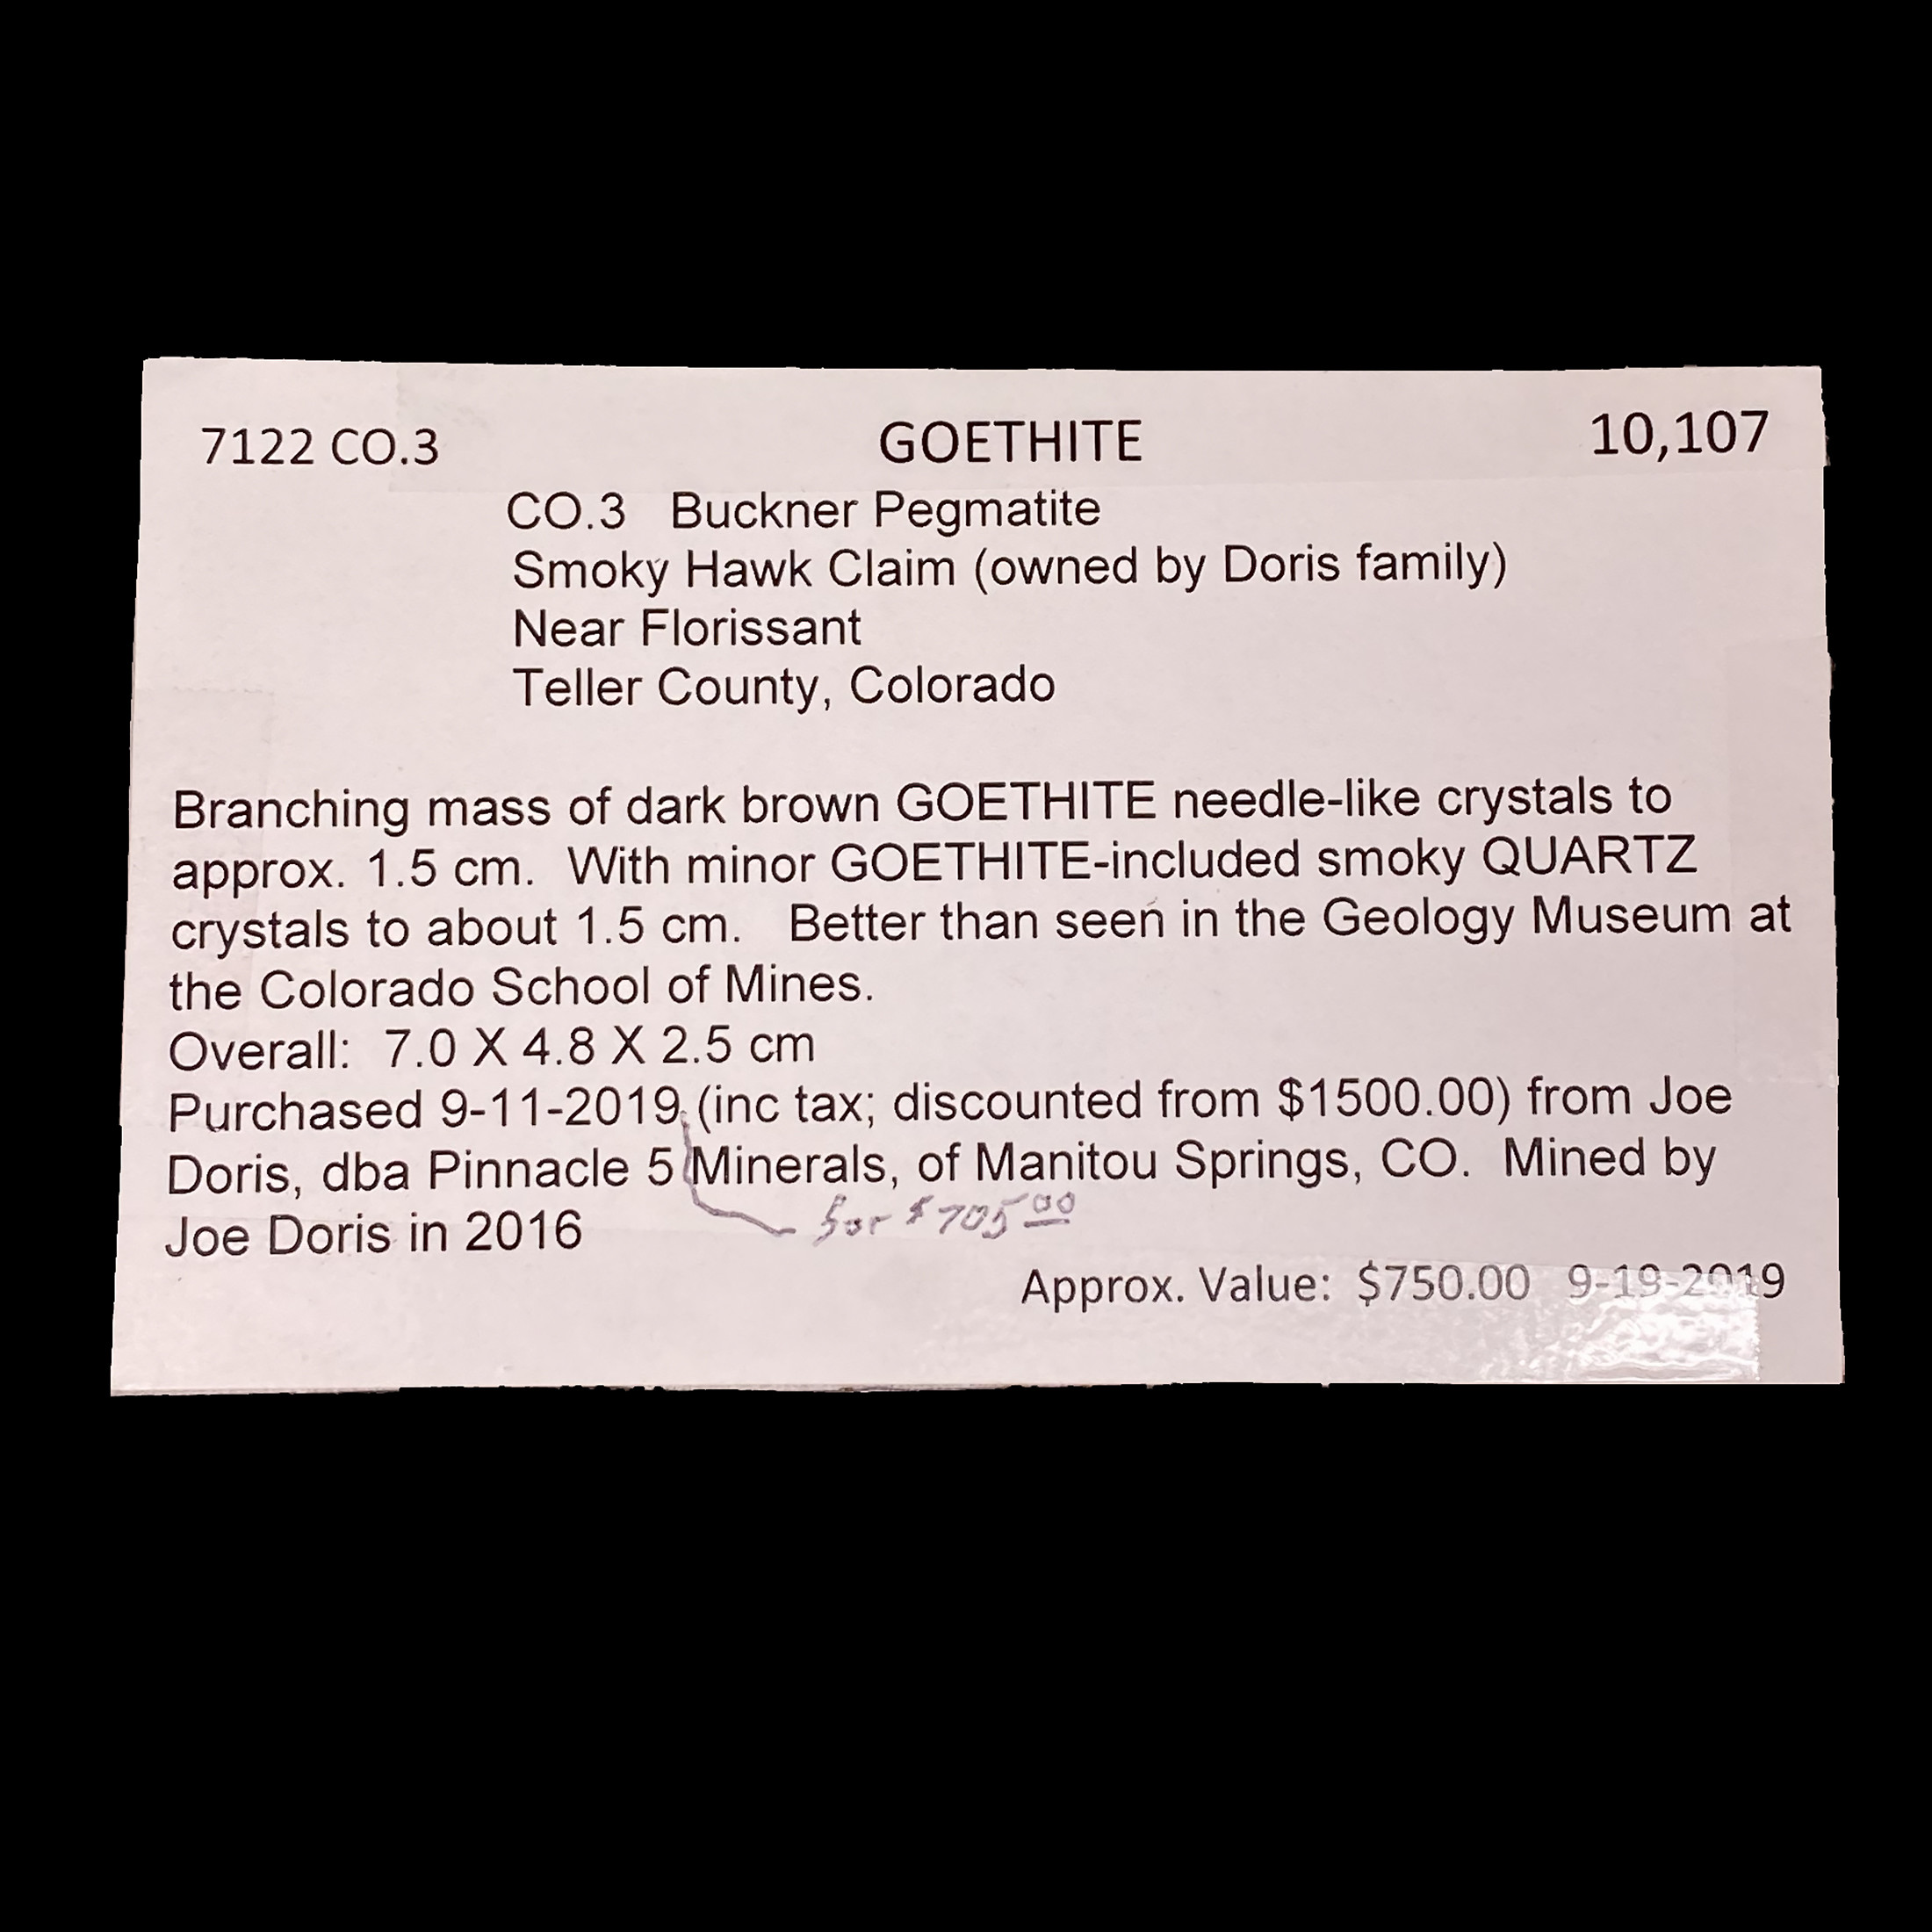 7122 CO.3 GOETHITE 10,107
CO.3 Buckner Pegmatite
Smoky Hawk Claim (owned by Doris family)
Near Florissant
Teller County, Colorado
Branching mass of dark brown GOETHITE needle-like crystals to
approx. 1.5 cm. With minor GOETHITE-included smoky QUARTZ
crystals to about 1.5 cm. Better than seen in the Geology Museum at
the Colorado School of Mines.
Overall: 7.0 X 4.8 X 2.5 cm
Purchased 9-11-2019 (inc tax; discounted from $1500.00) from Joe
Doris, dba Pinnacle 5 Minerals, of Manitou Springs, CO. Mined by
Joe Doris in 2016
for $705.00
Approx. Value: $750.00 9-19-2019